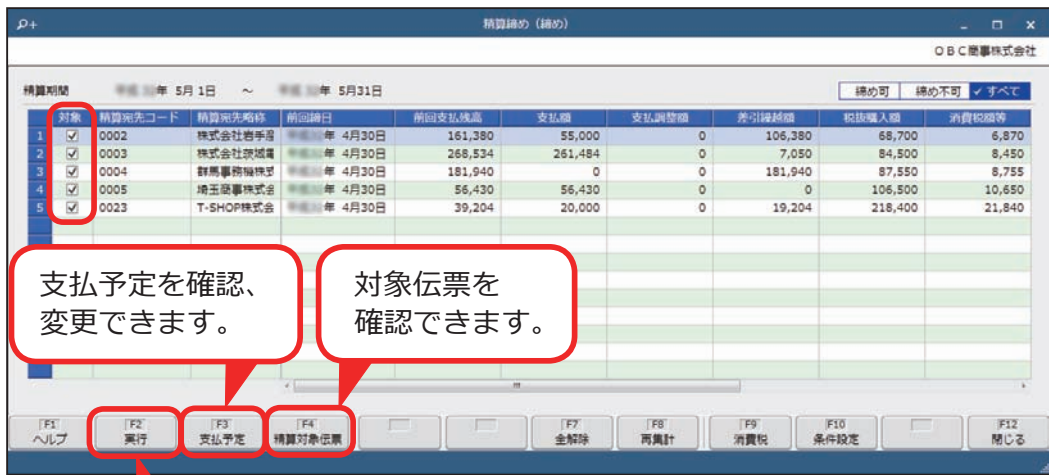 精算締め（締め）
ＯＢＣ商事株式会社
精算期間 年 5月 1日 ～ 年 5月31日
締め可 締め不可 ✓ すべて
対象 精算宛先コード 精算宛先略称 前回締日 前回支払残高 支払額 支払調整額 差引繰越額 税抜購入額 消費税額等
1 0002 株式会社岩手 年 4月30日 161,380 55,000 0 106,380 68,700 6,870
2 0003 株式会社茨城 年 4月30日 268,534 261,484 0 7,050 84,500 8,450
3 0004 群馬事務機株式 年 4月30日 181,940 0 0 181,940 87,550 8,755
4 0005 埼玉商事株式会 年 4月30日 56,430 56,430 0 0 106,500 10,650
5 0023 T-SHOP株式会 年 4月30日 39,204 20,000 0 19,204 218,400 21,840
支払予定を確認、
変更できます。
対象伝票を
確認できます。
F1 F2 F3 F4 F7 F8 F9 F10 F12
ヘルプ 実行 支払予定 精算対象伝票 全解除 再集計 消費税 条件設定 閉じる